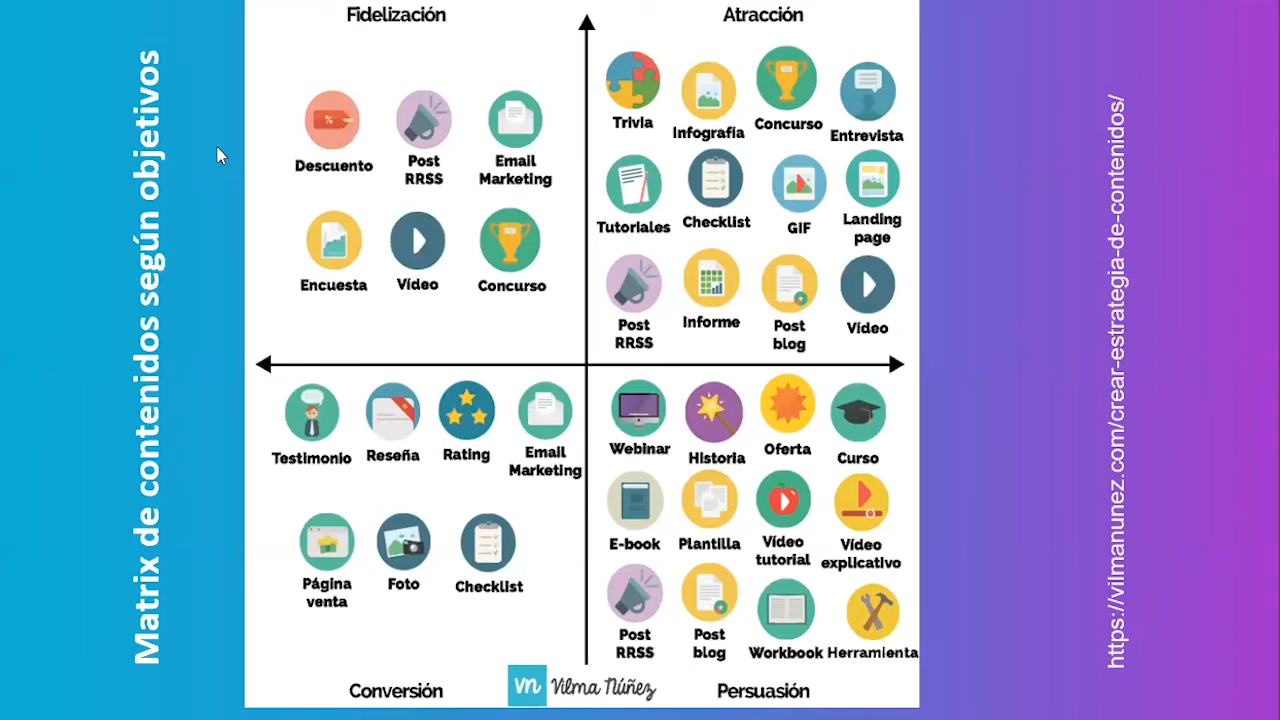 Matrix de contenidos según objetivos
Fidelización
Descuento
Post
RRSS
Email
Marketing
Encuesta
Vídeo
Concurso
Atracción
Trivia
Infografía
Concurso
Entrevista
Tutoriales
Checklist
GIF
Landing
page
Post
RRSS
Informe
Post
blog
Vídeo
Testimonio
Reseña
Rating
Email
Marketing
Página
venta
Foto
Checklist
Conversión
Webinar
Historia
Oferta
Curso
E-book
Plantilla
Vídeo
tutorial
Vídeo
explicativo
Post
RRSS
Post
blog
Workbook
Herramienta
Persuasión
vn Vilma Núñez
https://vilmanunez.com/crear-estrategia-de-contenidos/